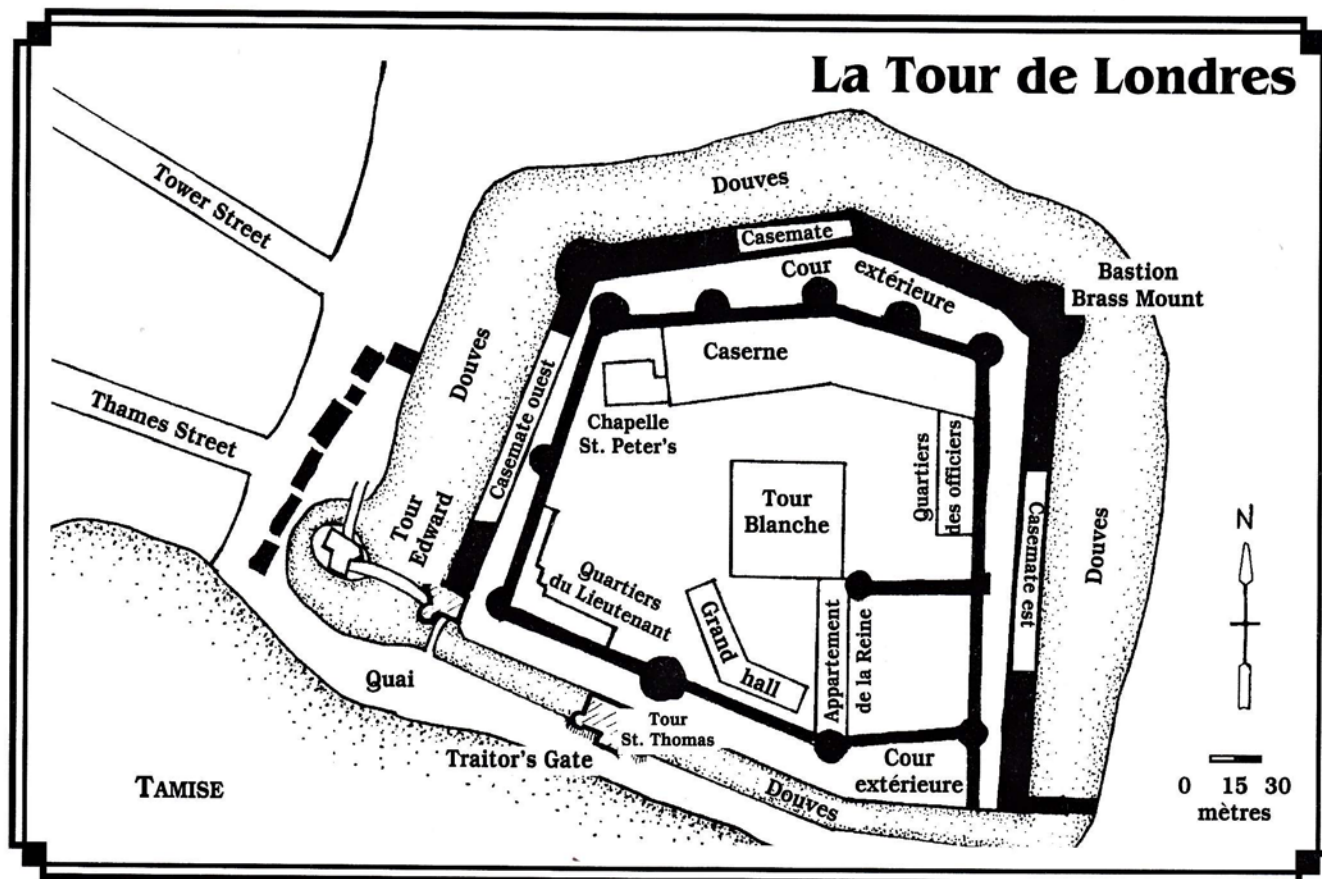 La Tour de Londres
Tower Street
Thames Street
Douves
Casemate
Cour extérieure
Bastion
Brass Mount
Douves
Casemate ouest
Caserne
Chapelle
St. Peter's
Tour
Edward
Tour
Blanche
Quartiers
des officiers
Casemate est
Douves
N
Quartiers
du Lieutenant
Grand hall
Appartement
de la Reine
Quai
Tour
St. Thomas
Traitor's Gate
Cour
extérieure
Douves
TAMISE
0 15 30
mètres